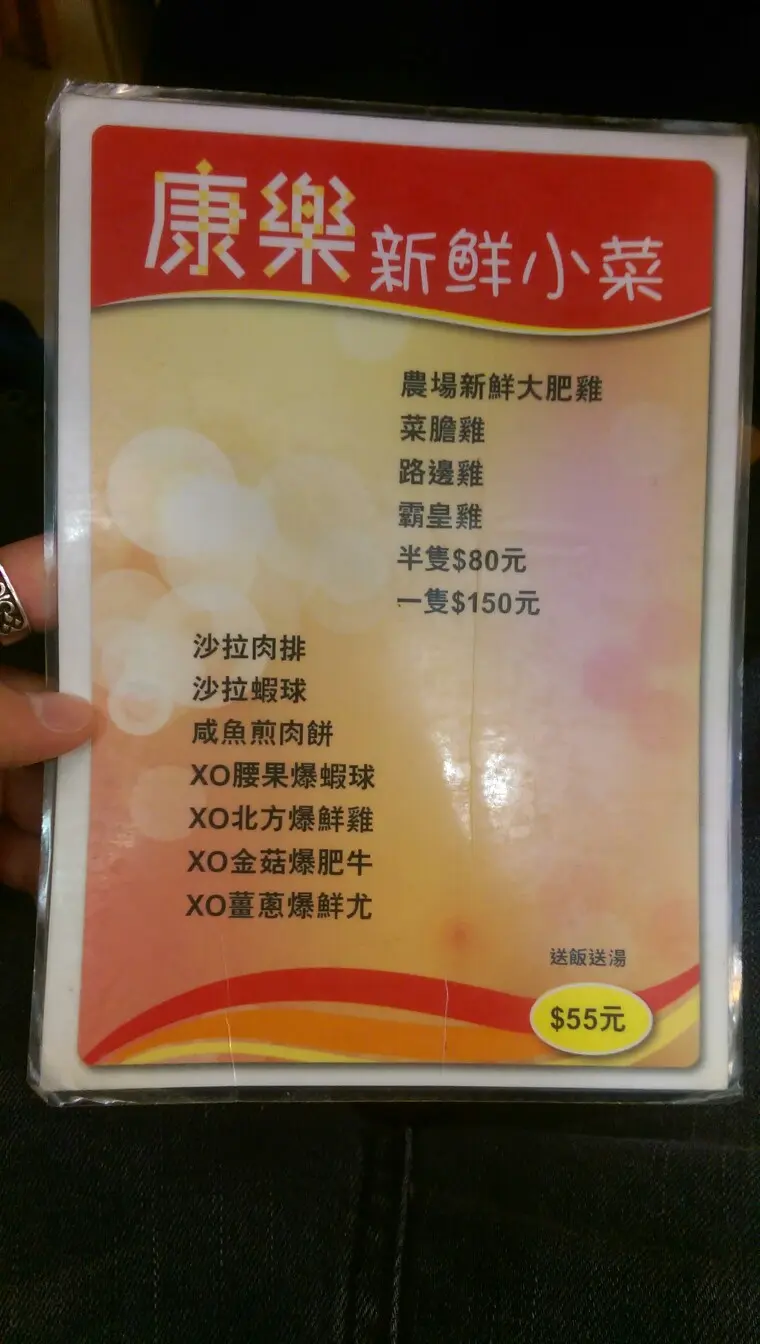 康樂新鮮小菜
農場新鮮大肥雞
菜膽雞
路邊雞
霸皇雞
半隻$80元
一隻$150元
沙拉肉排
沙拉蝦球
咸魚煎肉餅
XO腰果爆蝦球
XO北方爆鮮雞
XO金菇爆肥牛
XO薑蔥爆鮮尤
送飯送湯
$55元